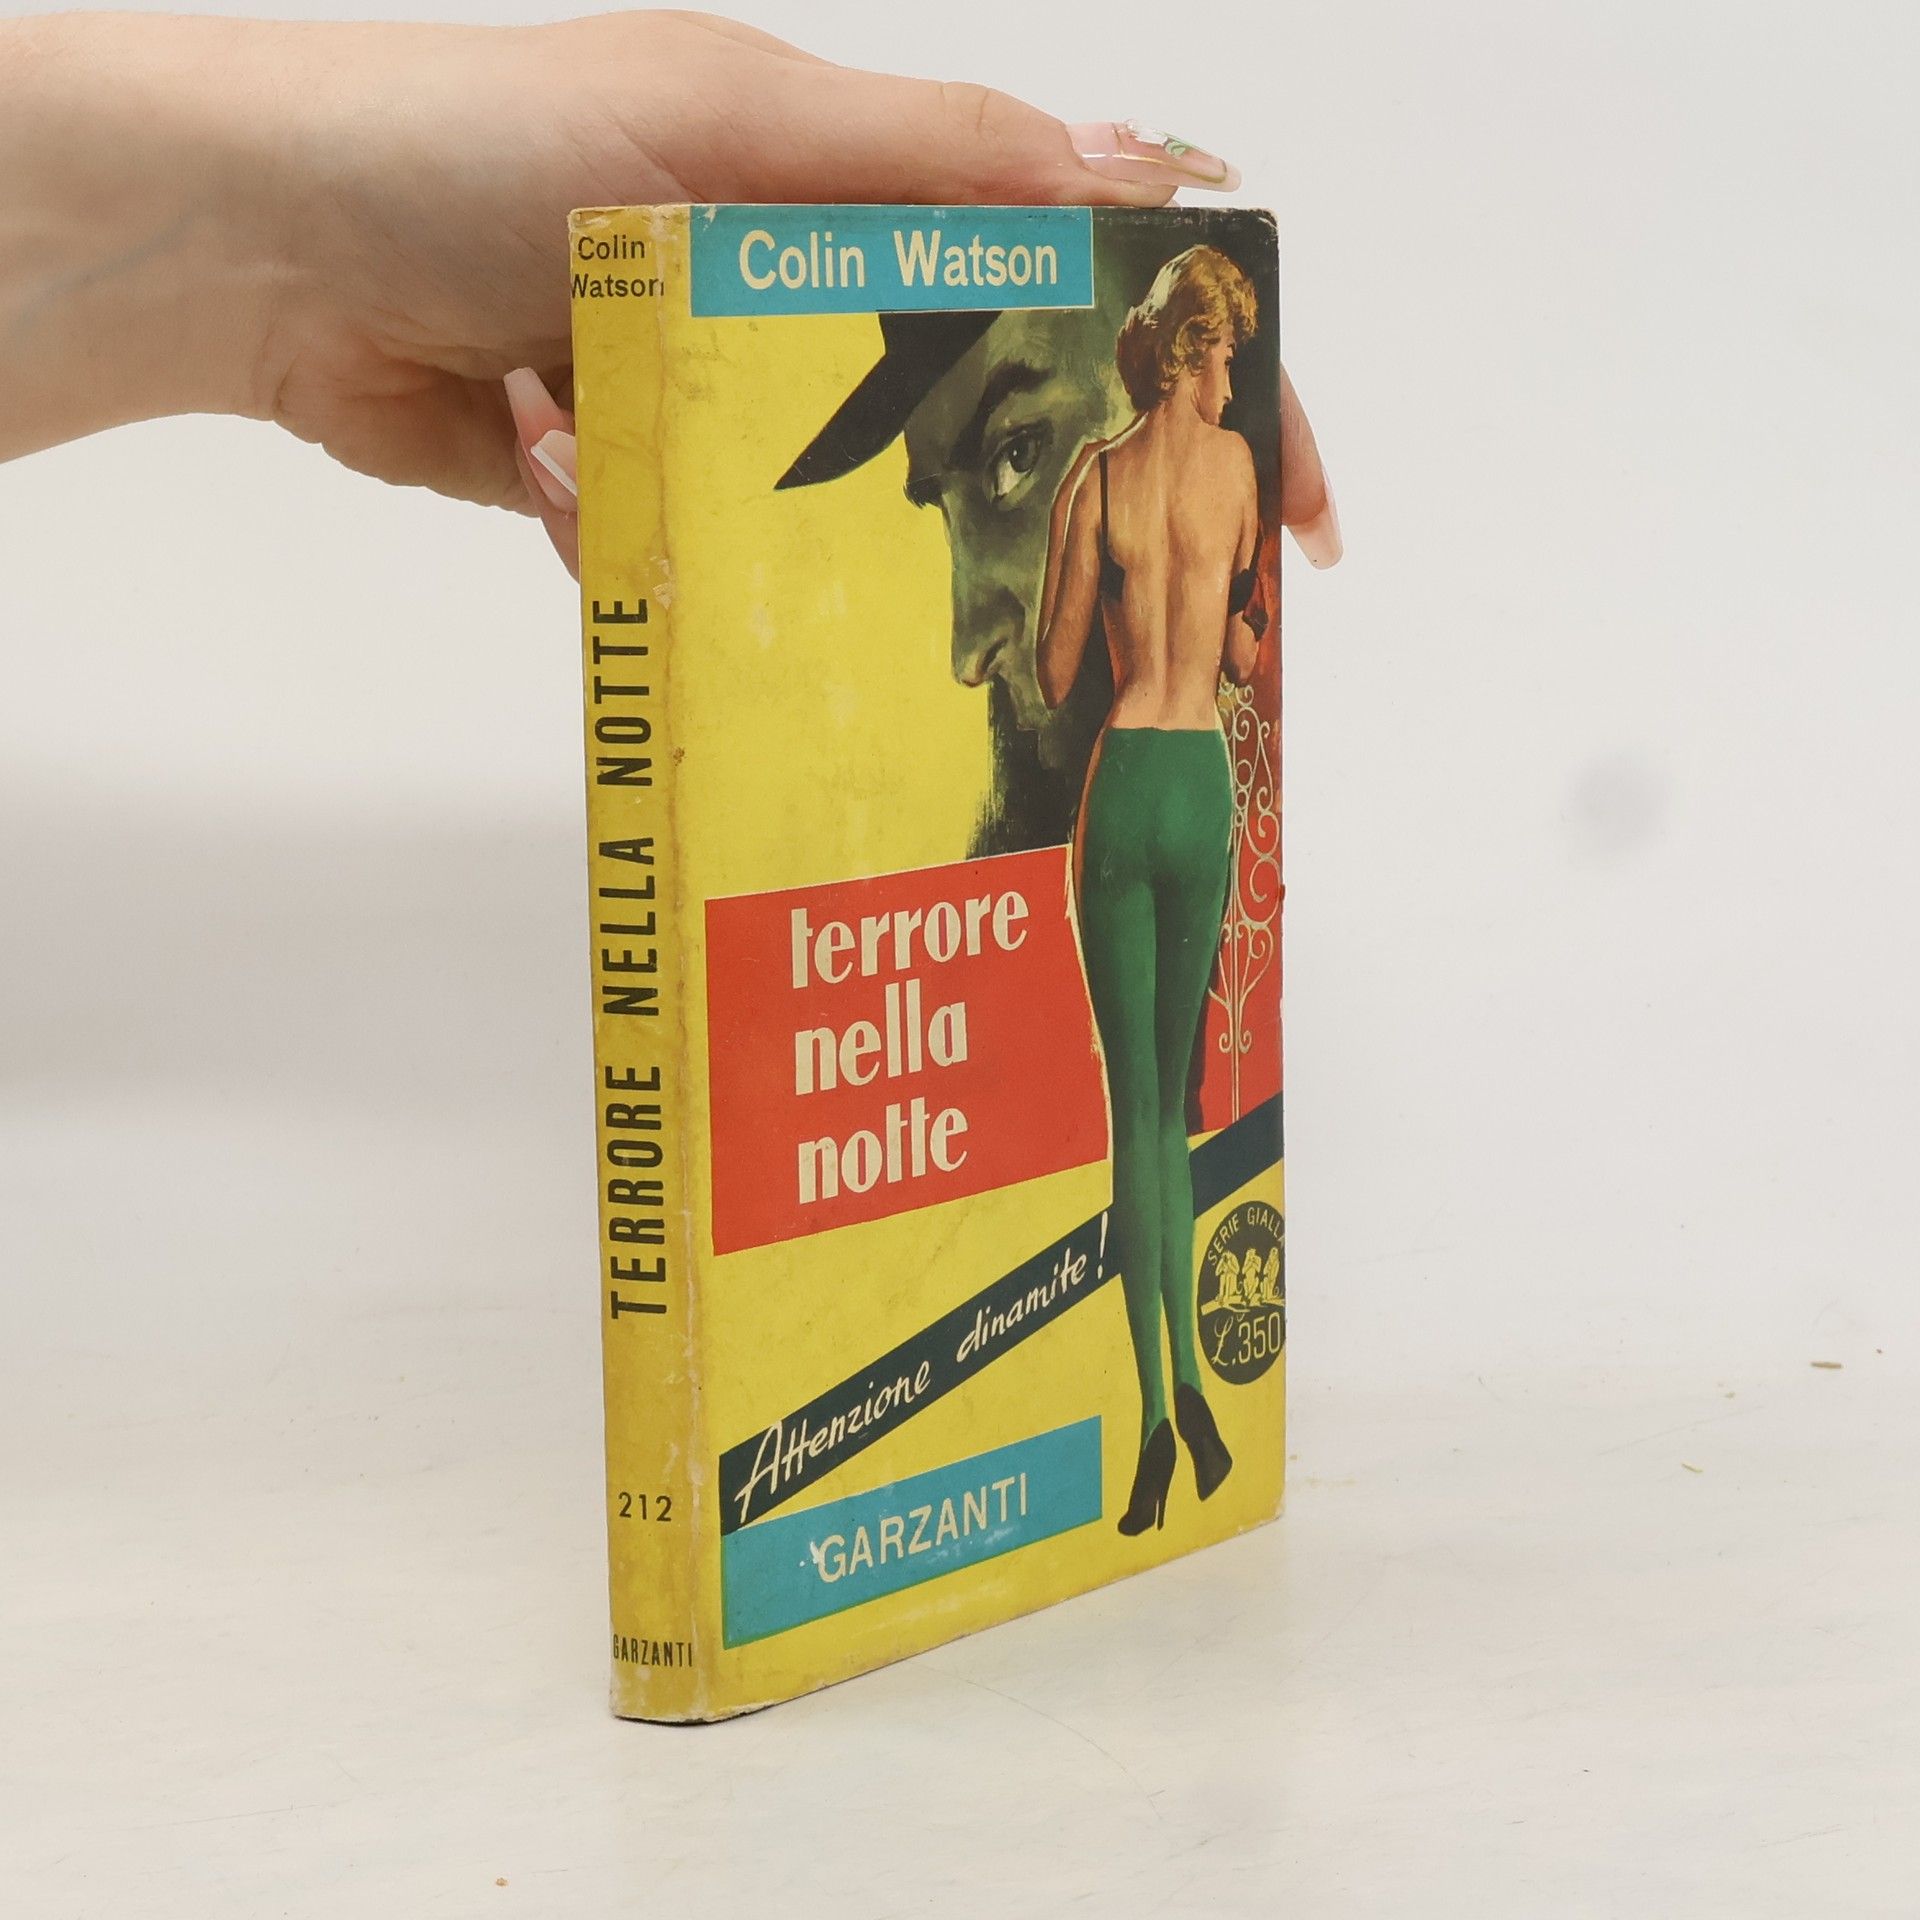 Colin
Watson
TERRORE NELLA NOTTE
212
GARZANTI
Colin Watson
terrore
nella
notte
Attenzione dinamite!
GARZANTI
SERIE GIALLA
L.350